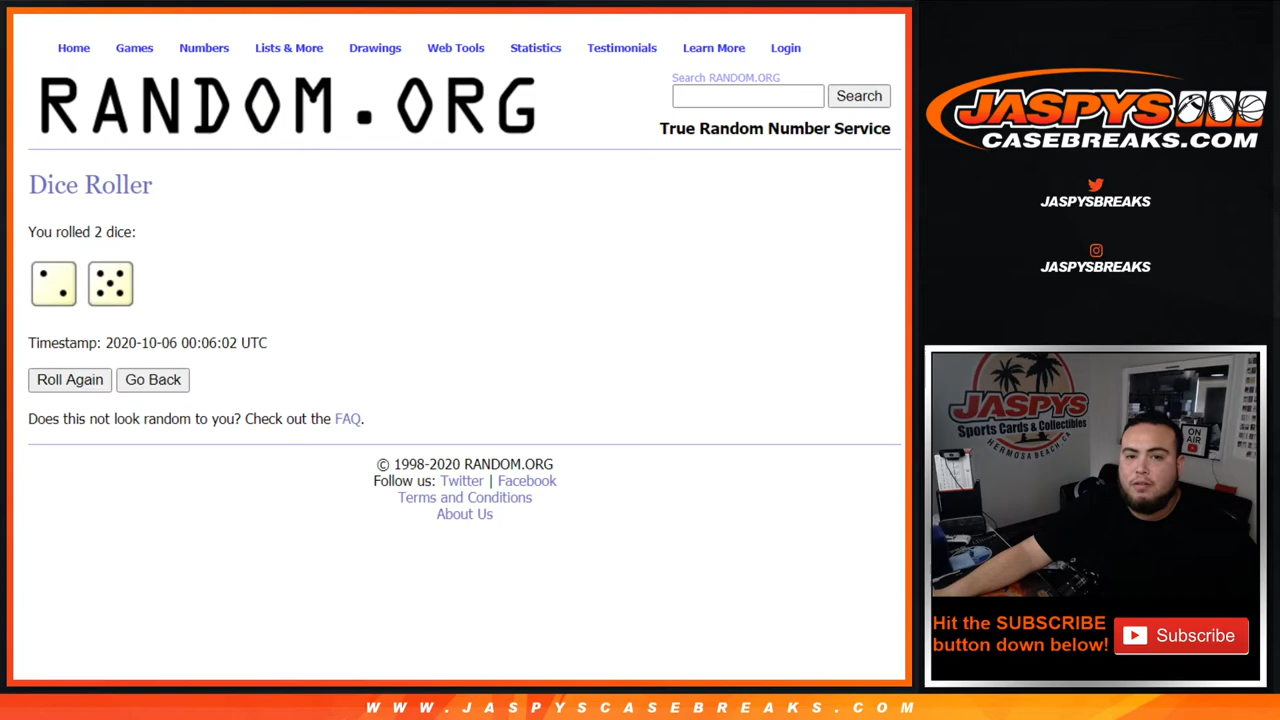 Home Games Numbers Lists & More Drawings Web Tools Statistics Testimonials Learn More Login
RANDOM.ORG
Search RANDOM.ORG
Search
True Random Number Service
Dice Roller
You rolled 2 dice:
Timestamp: 2020-10-06 00:06:02 UTC
Roll Again Go Back
Does this not look random to you? Check out the FAQ.
© 1998-2020 RANDOM.ORG
Follow us: Twitter | Facebook
Terms and Conditions
About Us
JASPYS
CASEBREAKS.COM
JASPYSBREAKS
JASPYSBREAKS
JASPYS
Sports Cards & Collectibles
HERMOSA BEACH, CA
ON
AIR
Hit the SUBSCRIBE
button down below!
Subscribe
WWW.JASPYSCASEBREAKS.COM